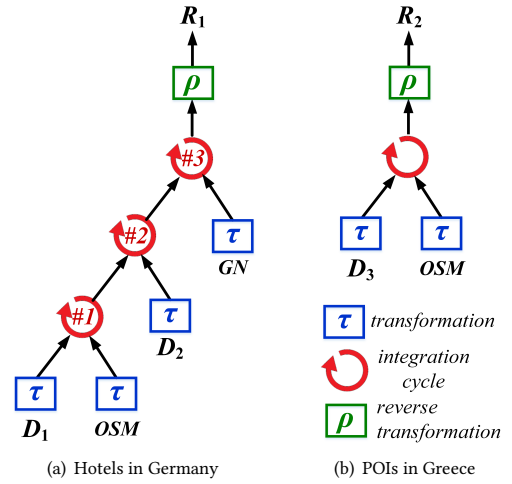 R1
ρ
#3
#2
τ
GN
#1
τ
D2
τ
τ
D1
OSM
(a) Hotels in Germany
R2
ρ
τ
τ
D3
OSM
τ transformation
integration
cycle
ρ reverse
transformation
(b) POIs in Greece